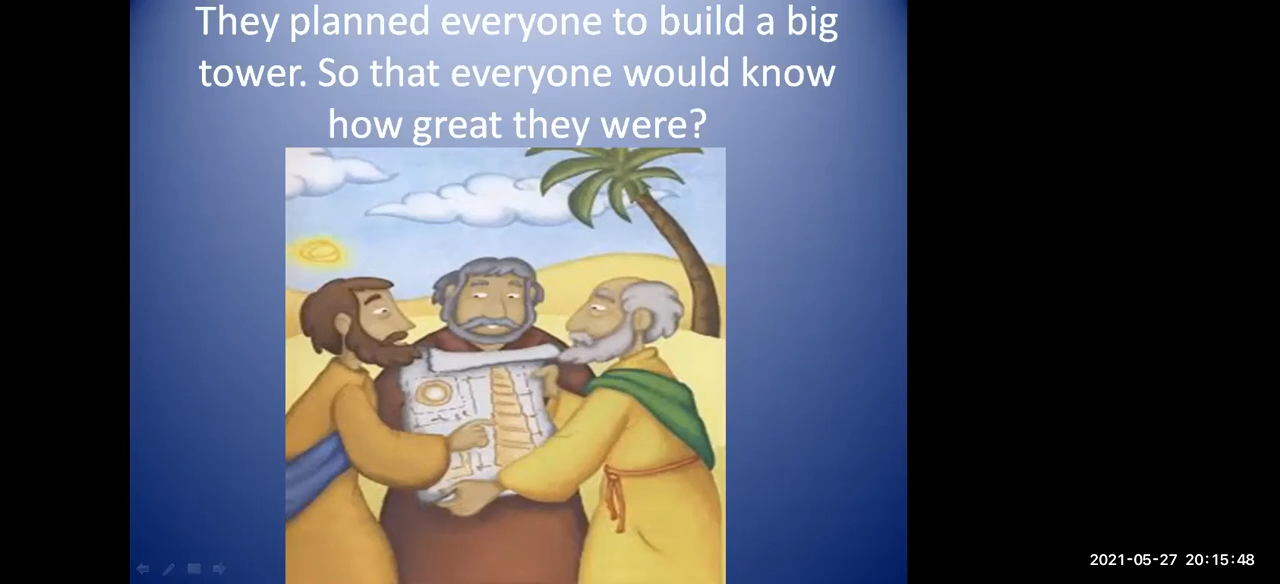 They planned everyone to build a big
tower. So that everyone would know
how great they were?
2021-05-27 20:15:48